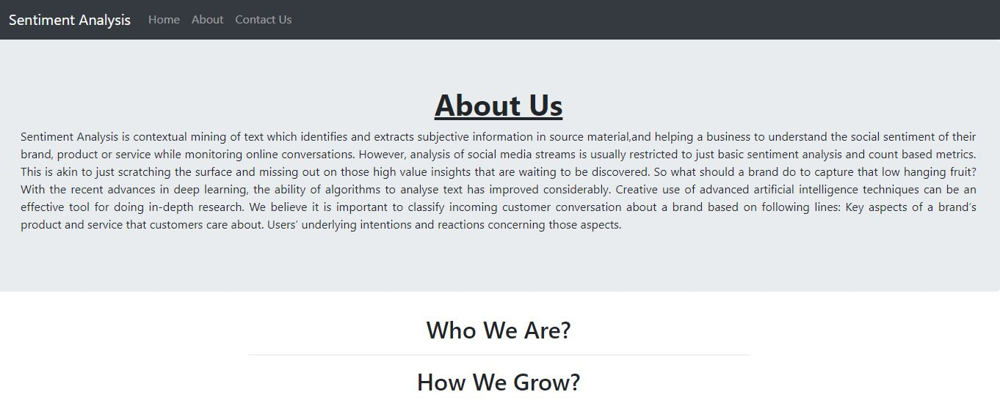 Sentiment Analysis Home About Contact Us
About Us
Sentiment Analysis is contextual mining of text which identifies and extracts subjective information in source material,and helping a business to understand the social sentiment of their
brand, product or service while monitoring online conversations. However, analysis of social media streams is usually restricted to just basic sentiment analysis and count based metrics.
This is akin to just scratching the surface and missing out on those high value insights that are waiting to be discovered. So what should a brand do to capture that low hanging fruit?
With the recent advances in deep learning, the ability of algorithms to analyse text has improved considerably. Creative use of advanced artificial intelligence techniques can be an
effective tool for doing in-depth research. We believe it is important to classify incoming customer conversation about a brand based on following lines: Key aspects of a brand’s
product and service that customers care about. Users’ underlying intentions and reactions concerning those aspects.
Who We Are?
How We Grow?